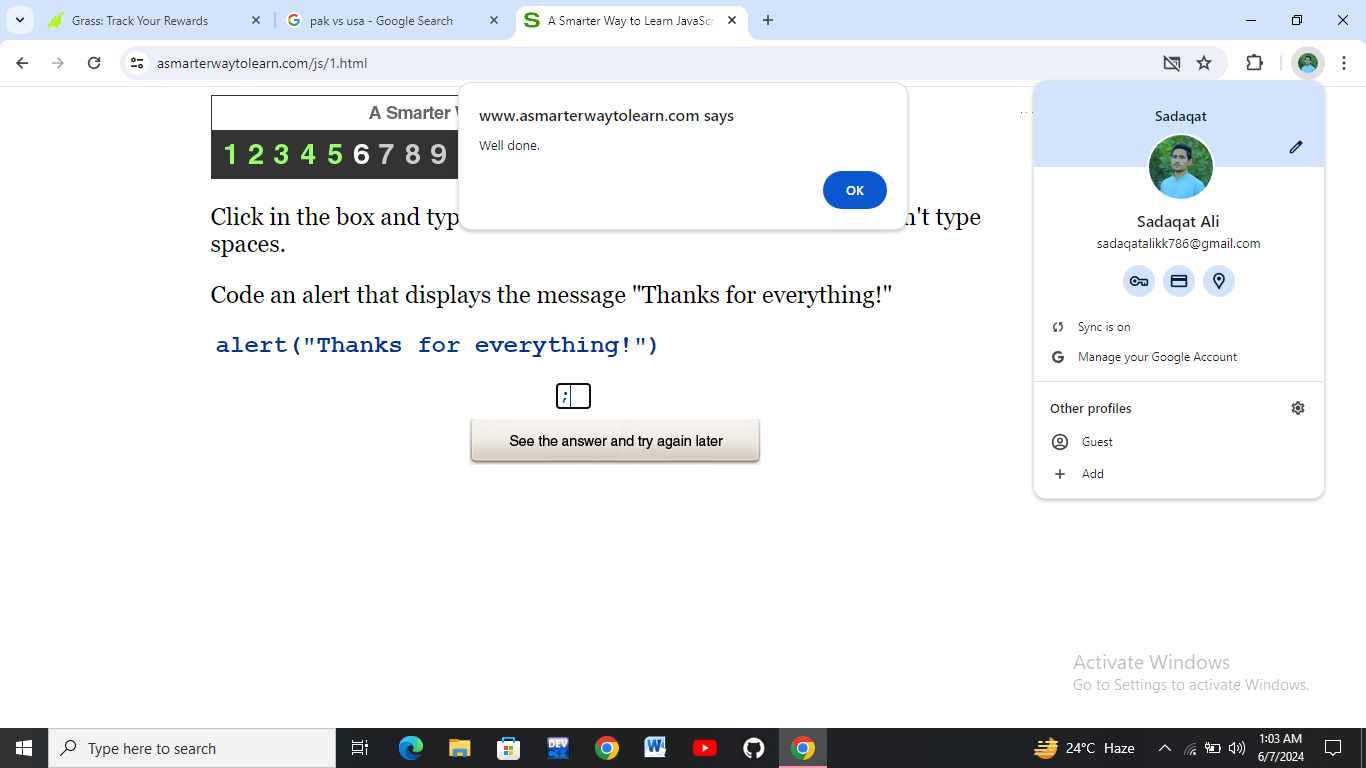 Grass: Track Your Rewards
pak vs usa - Google Search
A Smarter Way to Learn JavaScr
asmarterwaytolearn.com/js/1.html
A Smarter
1 2 3 4 5 6 7 8 9
www.asmarterwaytolearn.com says
Well done.
OK
Click in the box and typ n't type
spaces.
Code an alert that displays the message "Thanks for everything!"
alert("Thanks for everything!")
;
See the answer and try again later
Sadaqat
Sadaqat Ali
sadaqatalikk786@gmail.com
Sync is on
Manage your Google Account
Other profiles
Guest
Add
Activate Windows
Go to Settings to activate Windows.
Type here to search
DEV
24°C Haze
1:03 AM
6/7/2024